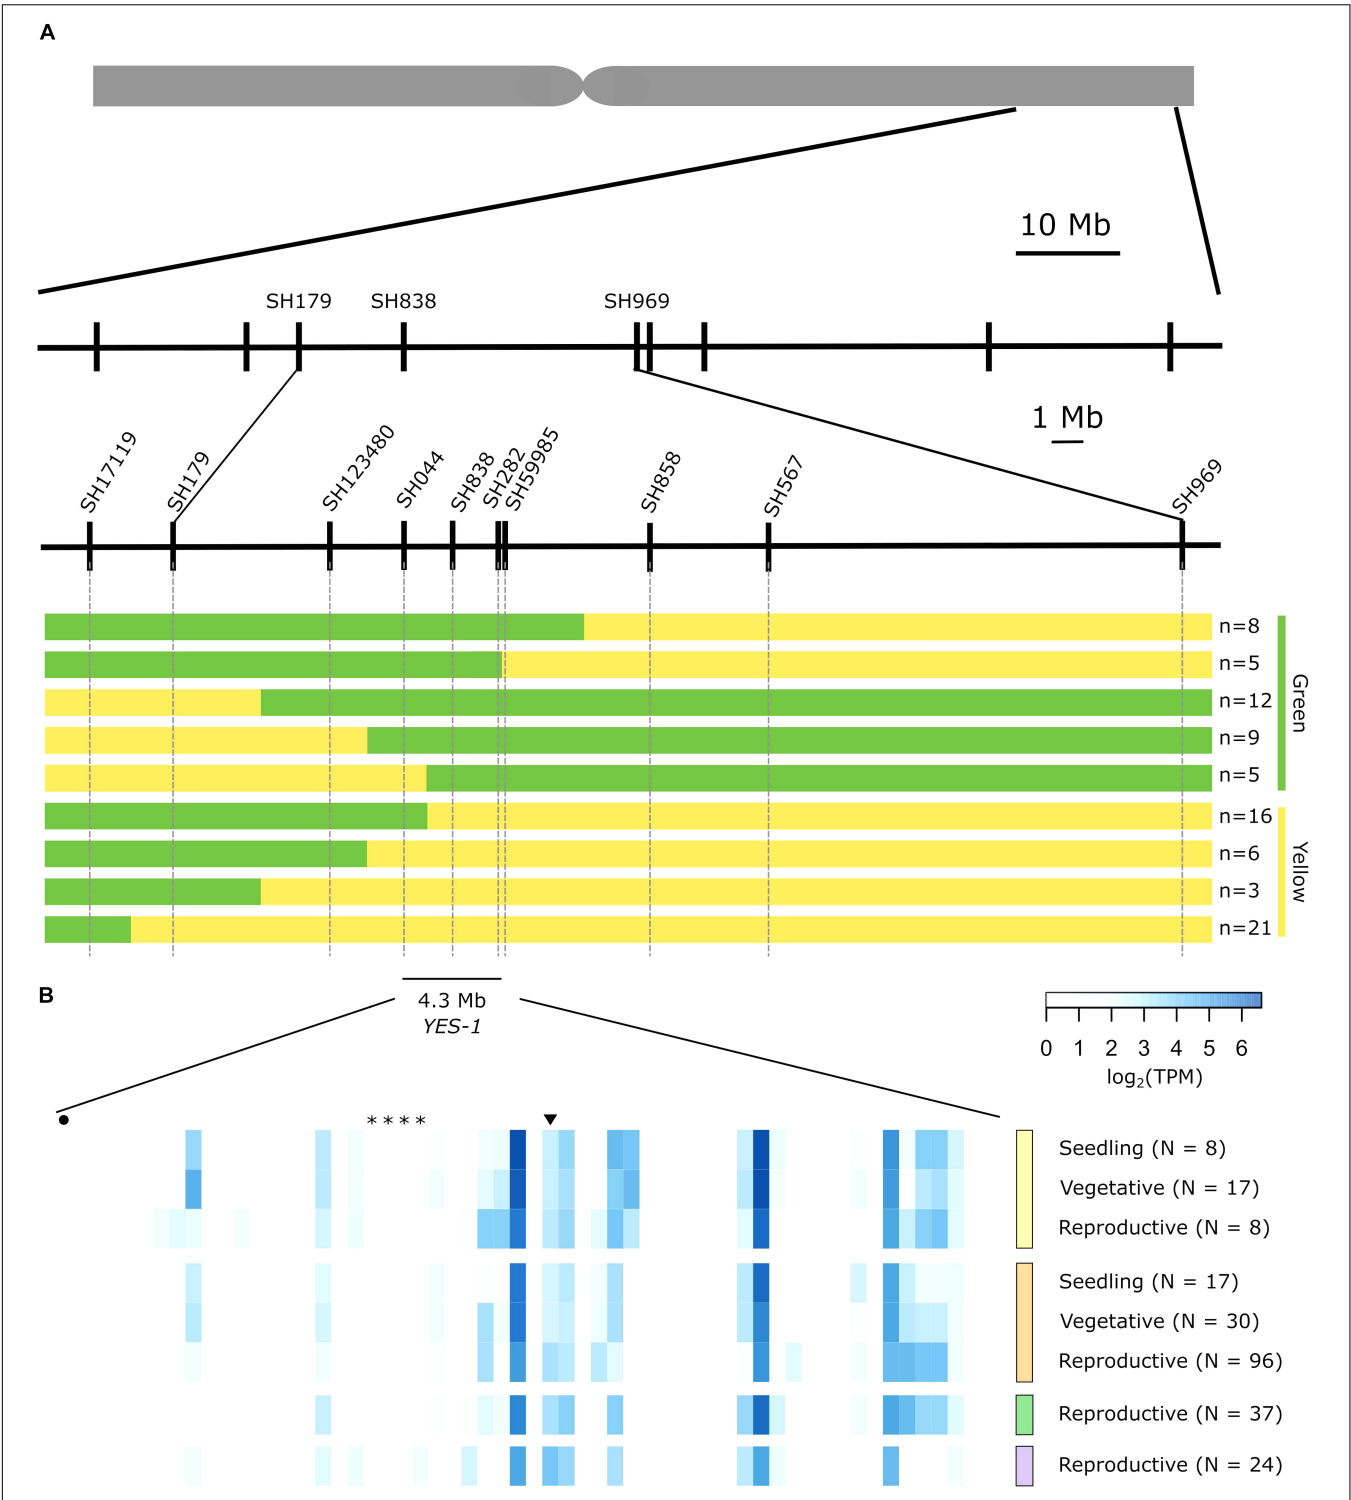 A
10 Mb
SH179 SH838 SH969
1 Mb
SH17119 SH179 SH123480 SH044 SH838 SH282 SH59985 SH858 SH567 SH969
n=8
n=5
n=12
n=9
n=5
Green
n=16
n=6
n=3
n=21
Yellow
B
4.3 Mb
YES-1
0 1 2 3 4 5 6
log₂(TPM)
* * * *
Seedling (N = 8)
Vegetative (N = 17)
Reproductive (N = 8)
Seedling (N = 17)
Vegetative (N = 30)
Reproductive (N = 96)
Reproductive (N = 37)
Reproductive (N = 24)